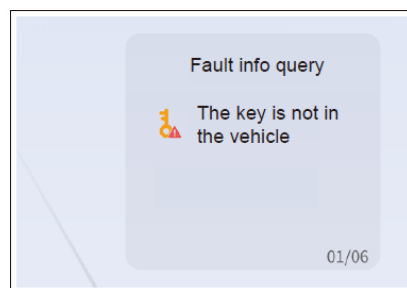 Fault info query
The key is not in
the vehicle
01/06